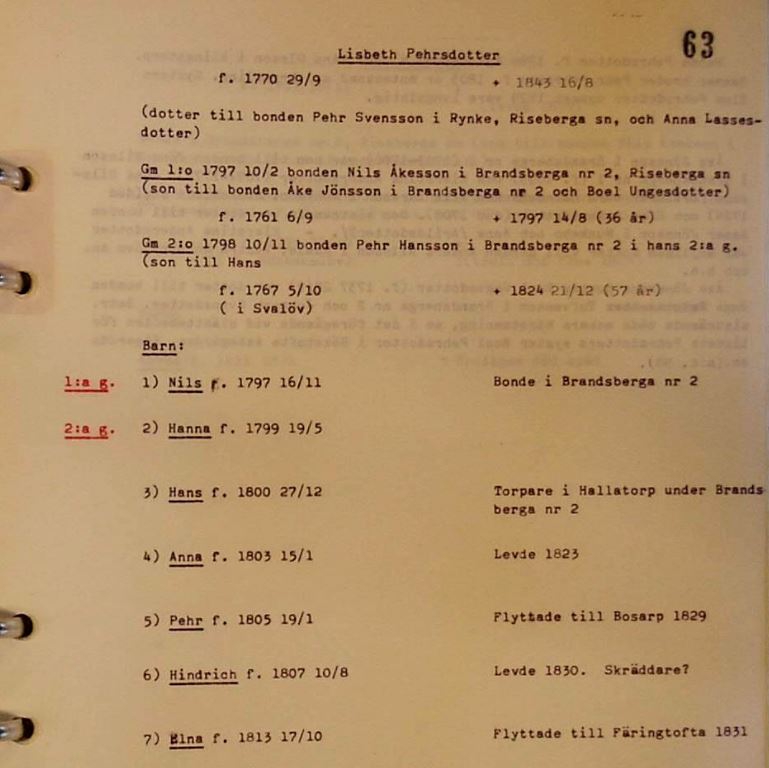 63
Lisbeth Pehrsdotter
f. 1770 29/9 + 1843 16/8
(dotter till bonden Pehr Svensson i Rynke, Riseberga sn, och Anna Lasses-
dotter)
Gm 1:o 1797 10/2 bonden Nils Åkesson i Brandsberga nr 2, Riseberga sn
(son till bonden Åke Jönsson i Brandsberga nr 2 och Boel Ungesdotter)
f. 1761 6/9 + 1797 14/8 (36 år)
Gm 2:o 1798 10/11 bonden Pehr Hansson i Brandsberga nr 2 i hans 2:a g.
(son till Hans
f. 1767 5/10 + 1824 21/12 (57 år)
( i Svalöv)
Barn:
1:a g. 1) Nils f. 1797 16/11 Bonde i Brandsberga nr 2
2:a g. 2) Hanna f. 1799 19/5
3) Hans f. 1800 27/12 Torpare i Hallatorp under Brands
berga nr 2
4) Anna f. 1803 15/1 Levde 1823
5) Pehr f. 1805 19/1 Flyttade till Bosarp 1829
6) Hindrich f. 1807 10/8 Levde 1830. Skräddare?
7) Elna f. 1813 17/10 Flyttade till Färingtofta 1831